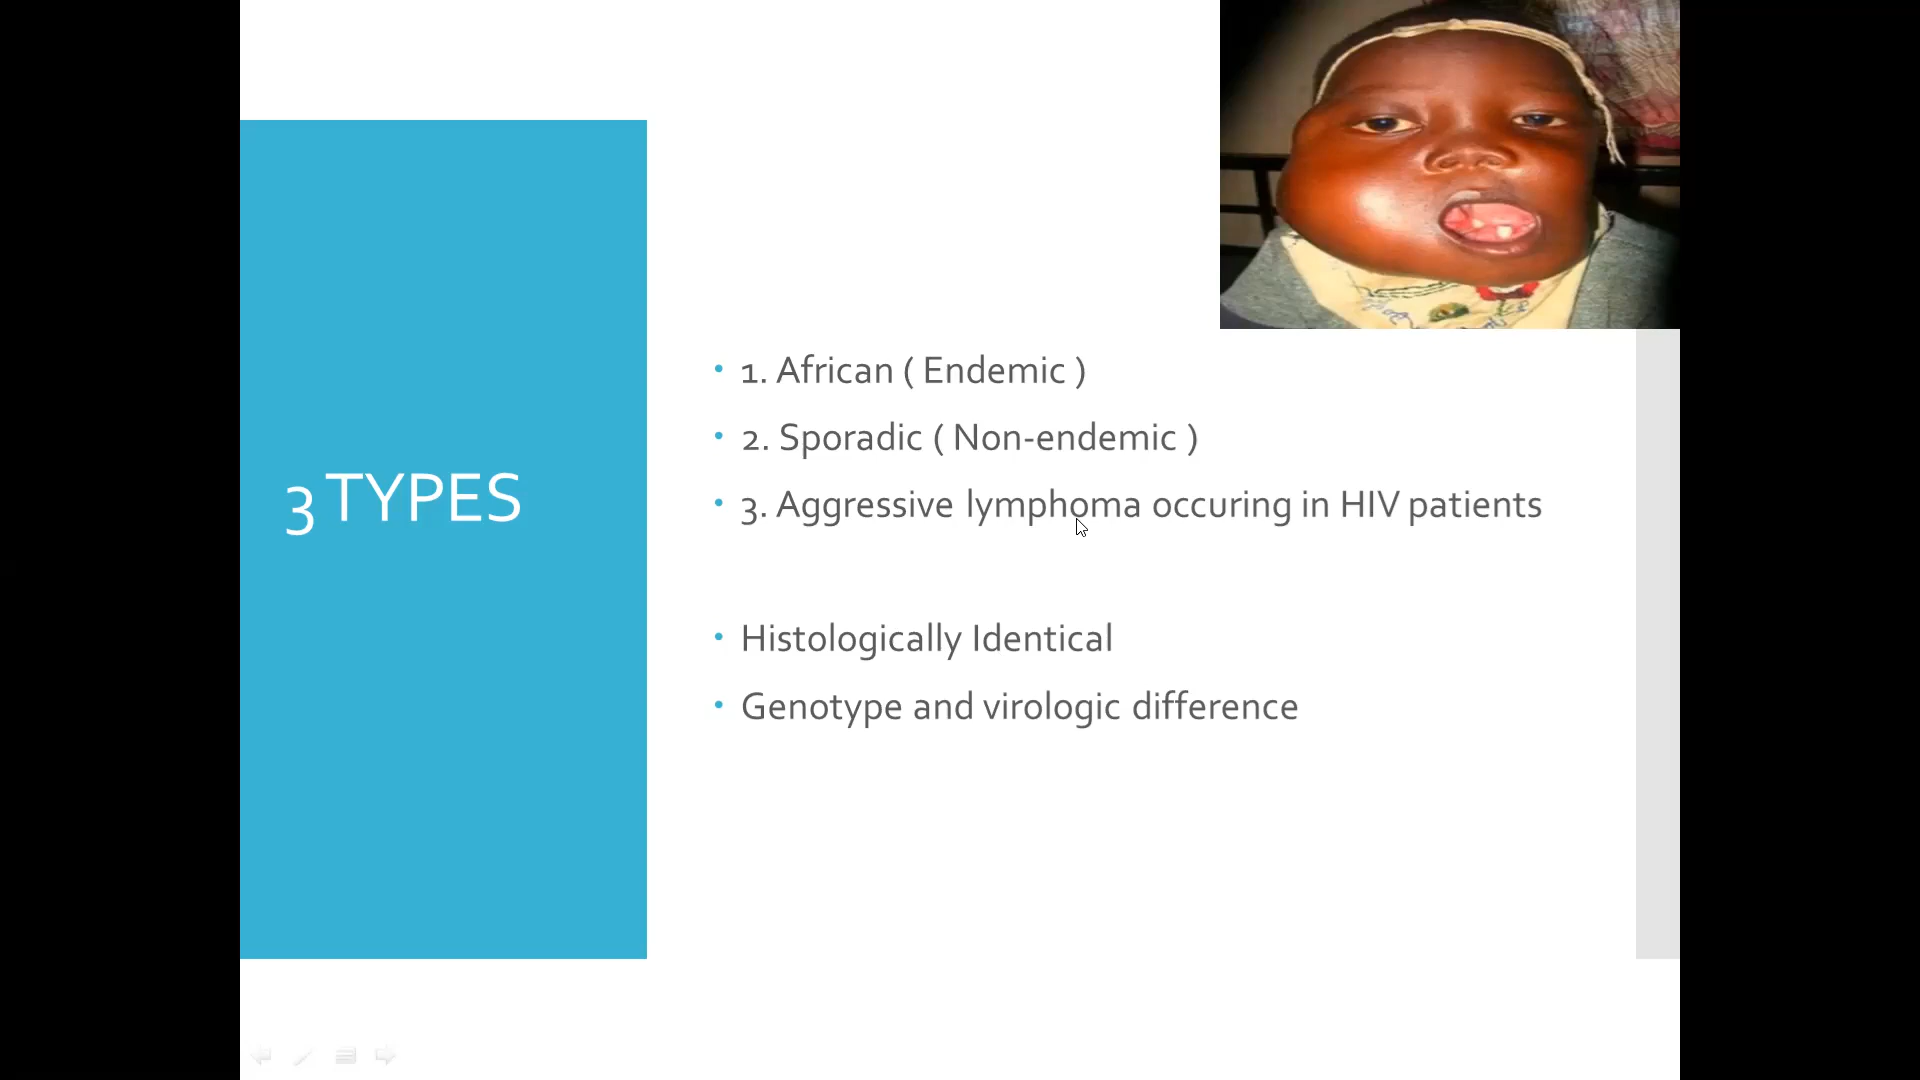 3 TYPES
1. African ( Endemic )
2. Sporadic ( Non-endemic )
3. Aggressive lymphoma occuring in HIV patients
Histologically Identical
Genotype and virologic difference